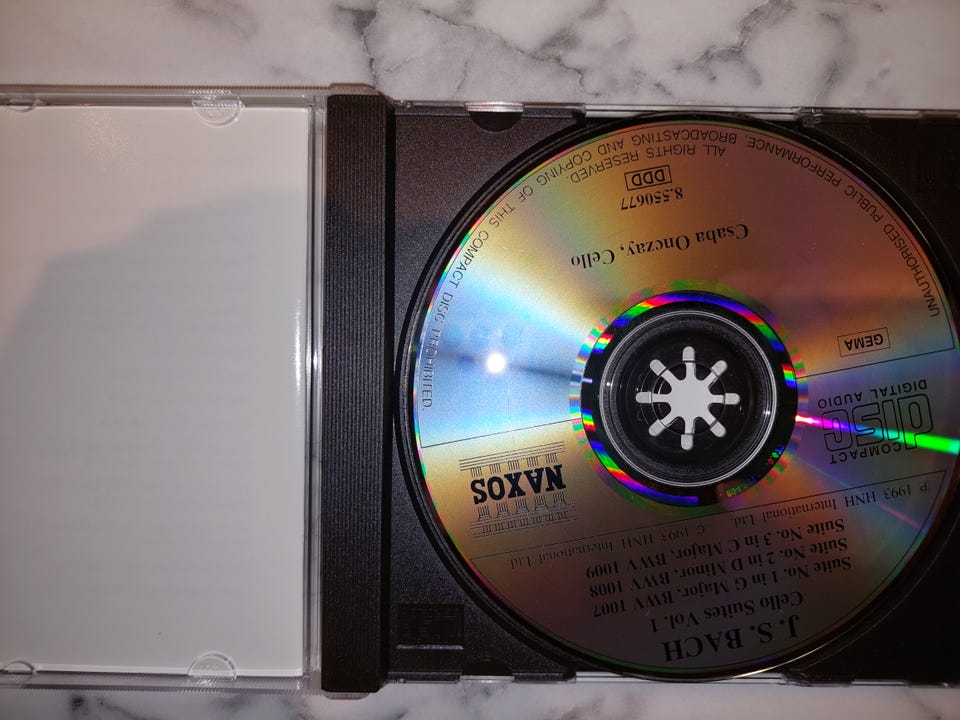 J. S. BACH
Cello Suites Vol. 1
Suite No. 1 in G Major, BWV 1007
Suite No. 2 in D Minor, BWV 1008
Suite No. 3 in C Major, BWV 1009
P 1993 HNH International Ltd. C 1993 HNH International Ltd.
COMPACT
disc
DIGITAL AUDIO
NAXOS
GEMA
Csaba Onczay, Cello
8.550677
DDD
UNAUTHORISED PUBLIC PERFORMANCE, BROADCASTING AND COPYING OF THIS COMPACT DISC PROHIBITED.
ALL RIGHTS RESERVED.